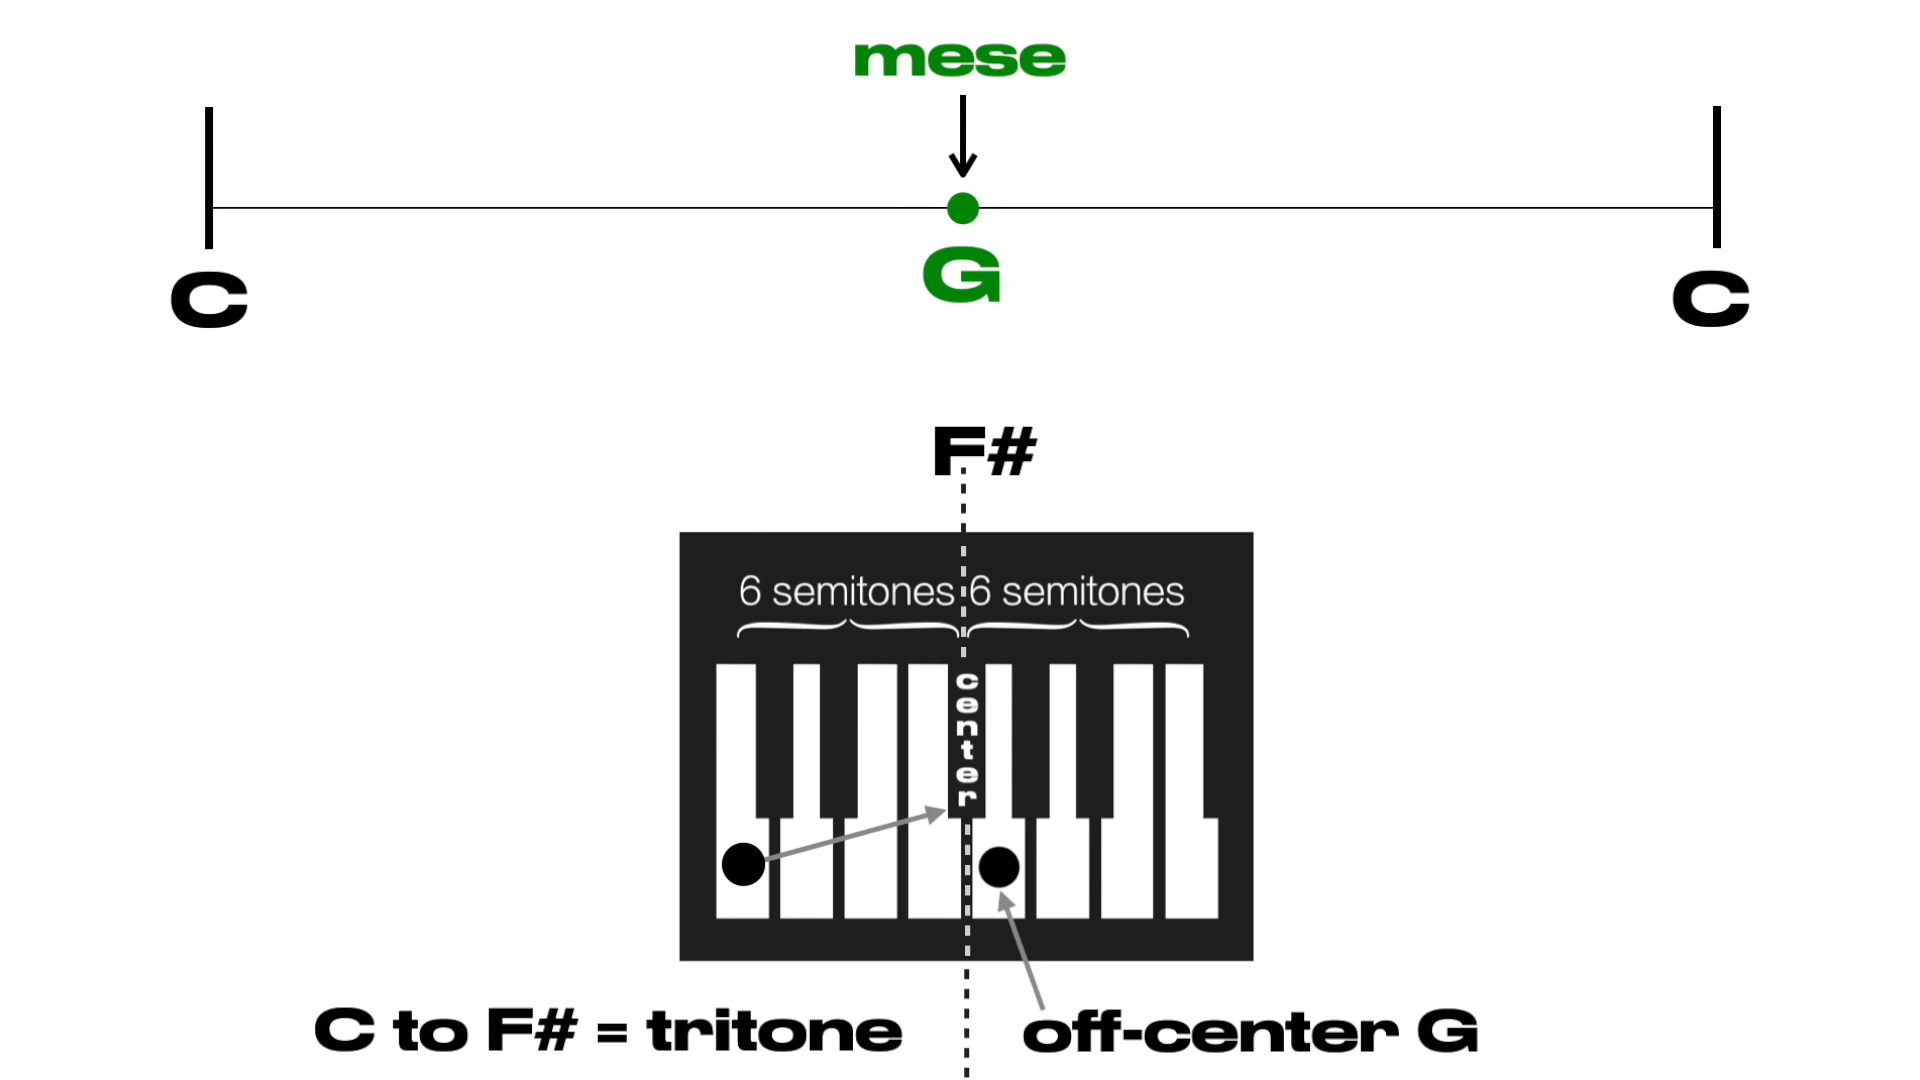 mese
C G C
F#
6 semitones 6 semitones
center
C to F# = tritone
off-center G